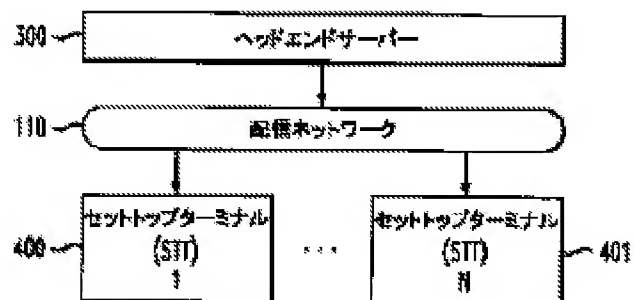 300
ヘッドエンドサーバー
110
配信ネットワーク
セットトップターミナル
(STT)
1
400
...
セットトップターミナル
(STT)
N
401